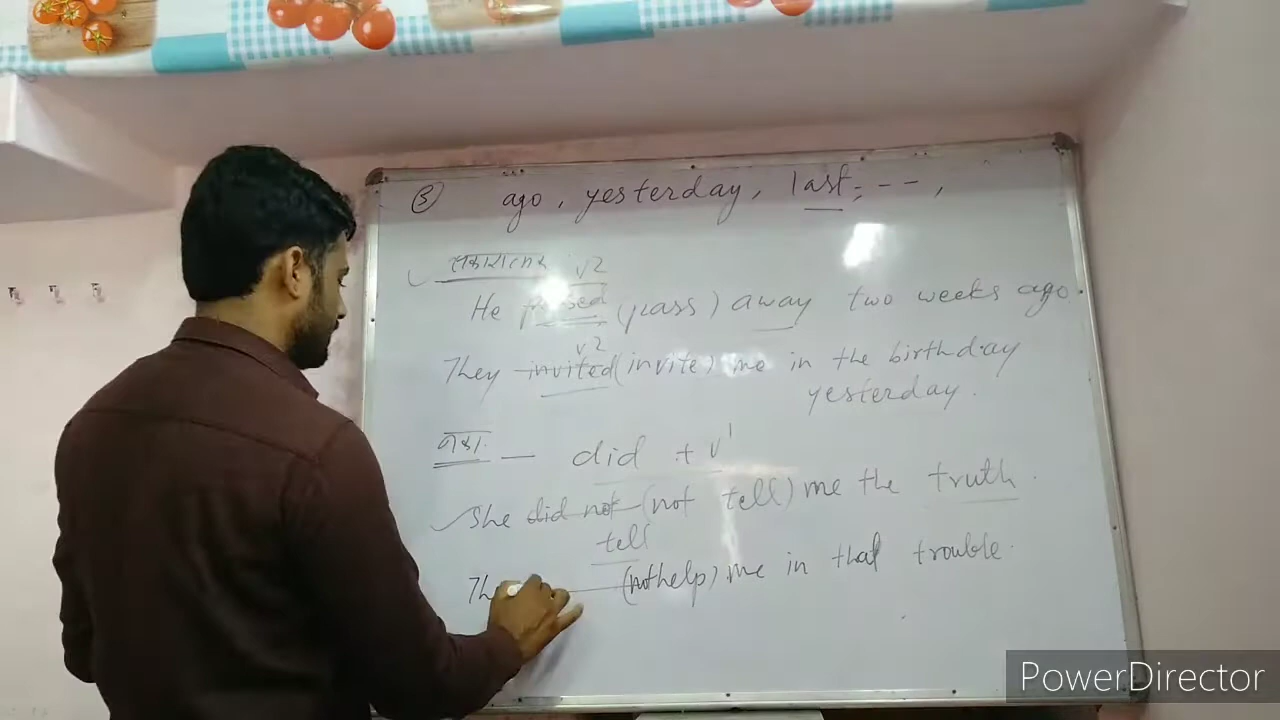 ③ ago, yesterday, last, --,
सकारात्मक V2
He passed (pass) away two weeks ago
V2
They invited (invite) me in the birthday
yesterday.
नका. — did + V1
She did not (not tell) me the truth.
tell
(not help) me in that trouble.
PowerDirector